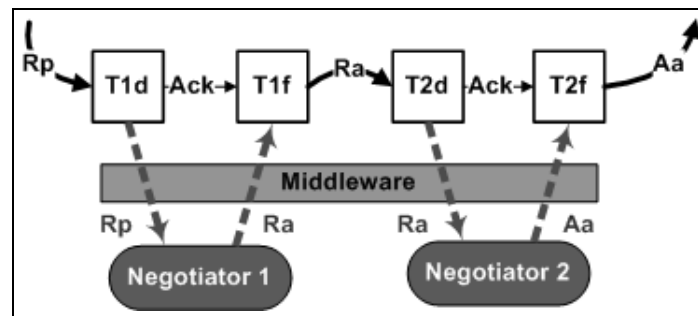 Rp
T1d
Ack
T1f
Ra
T2d
Ack
T2f
Aa
Middleware
Rp
Ra
Ra
Aa
Negotiator 1
Negotiator 2